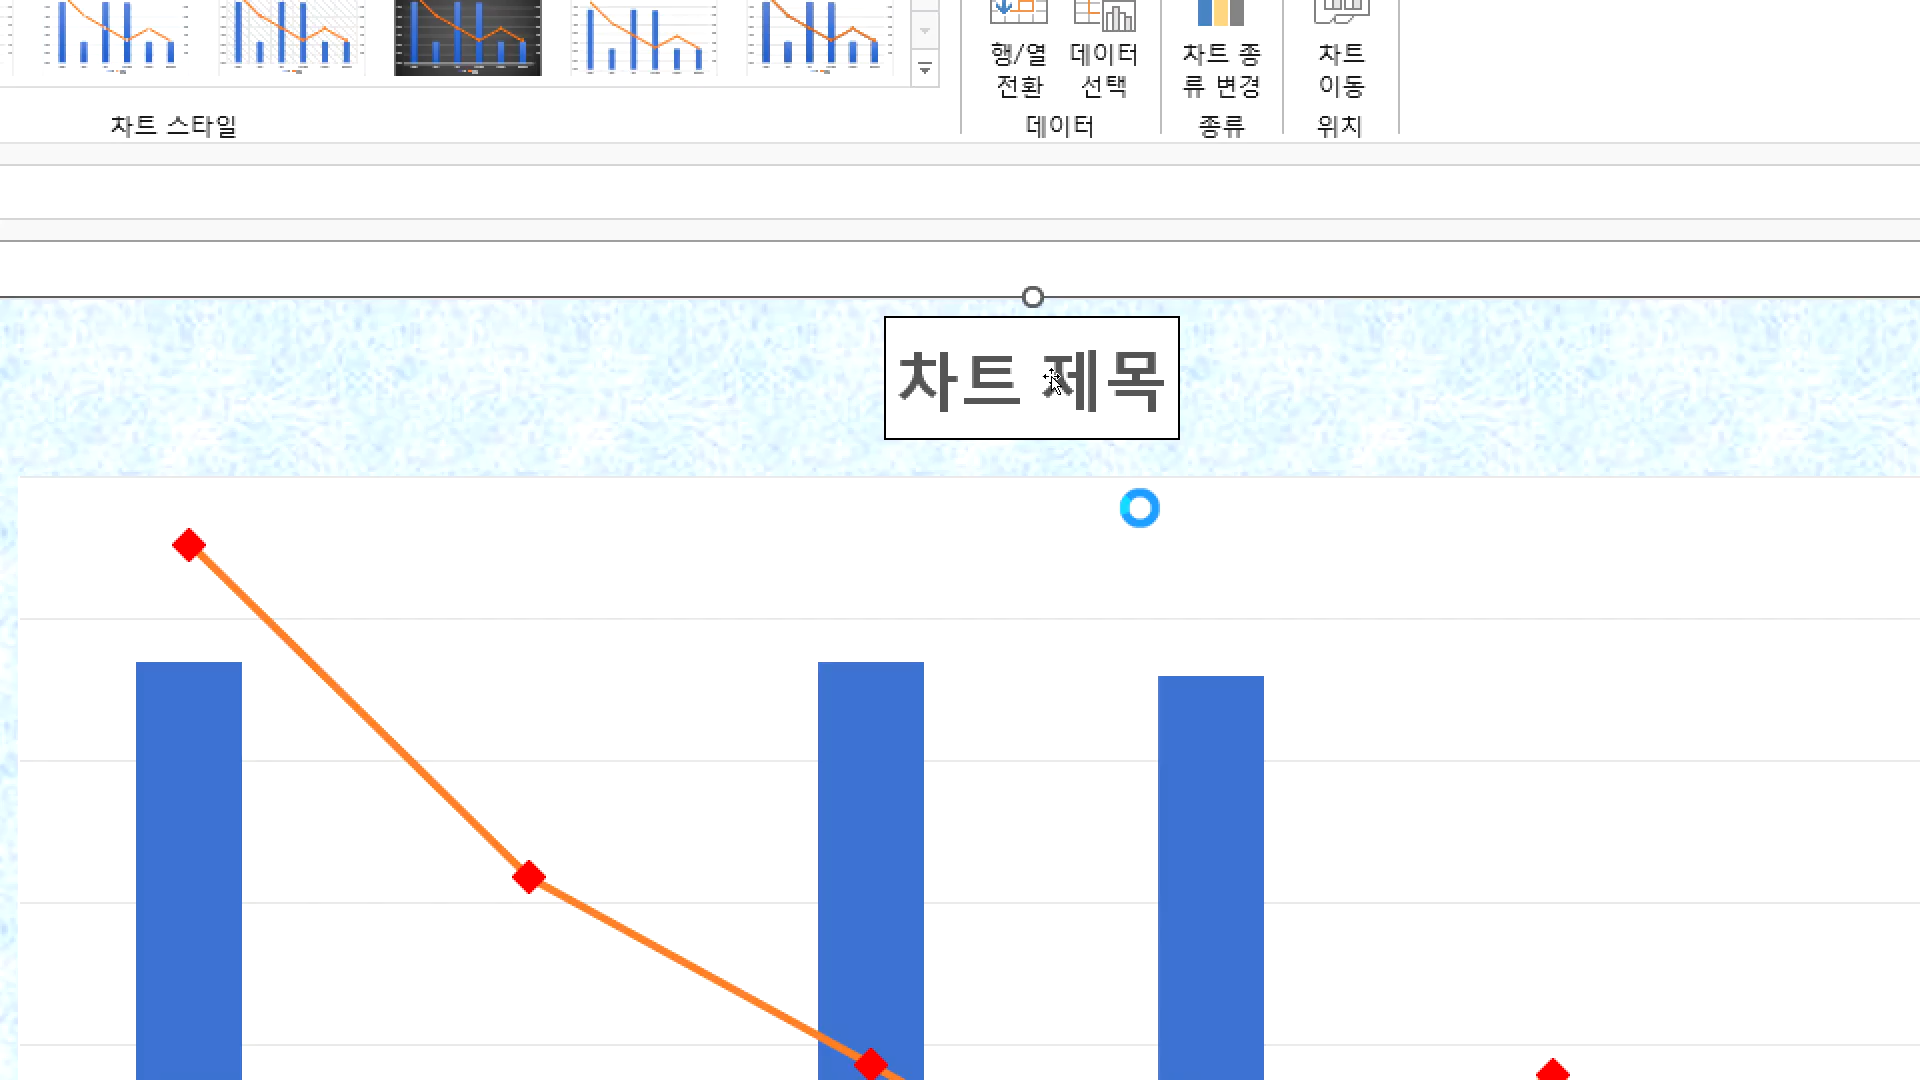 행/열
전환
데이터
선택
차트 종
류 변경
차트
이동
차트 스타일
데이터
종류
위치
차트 제목